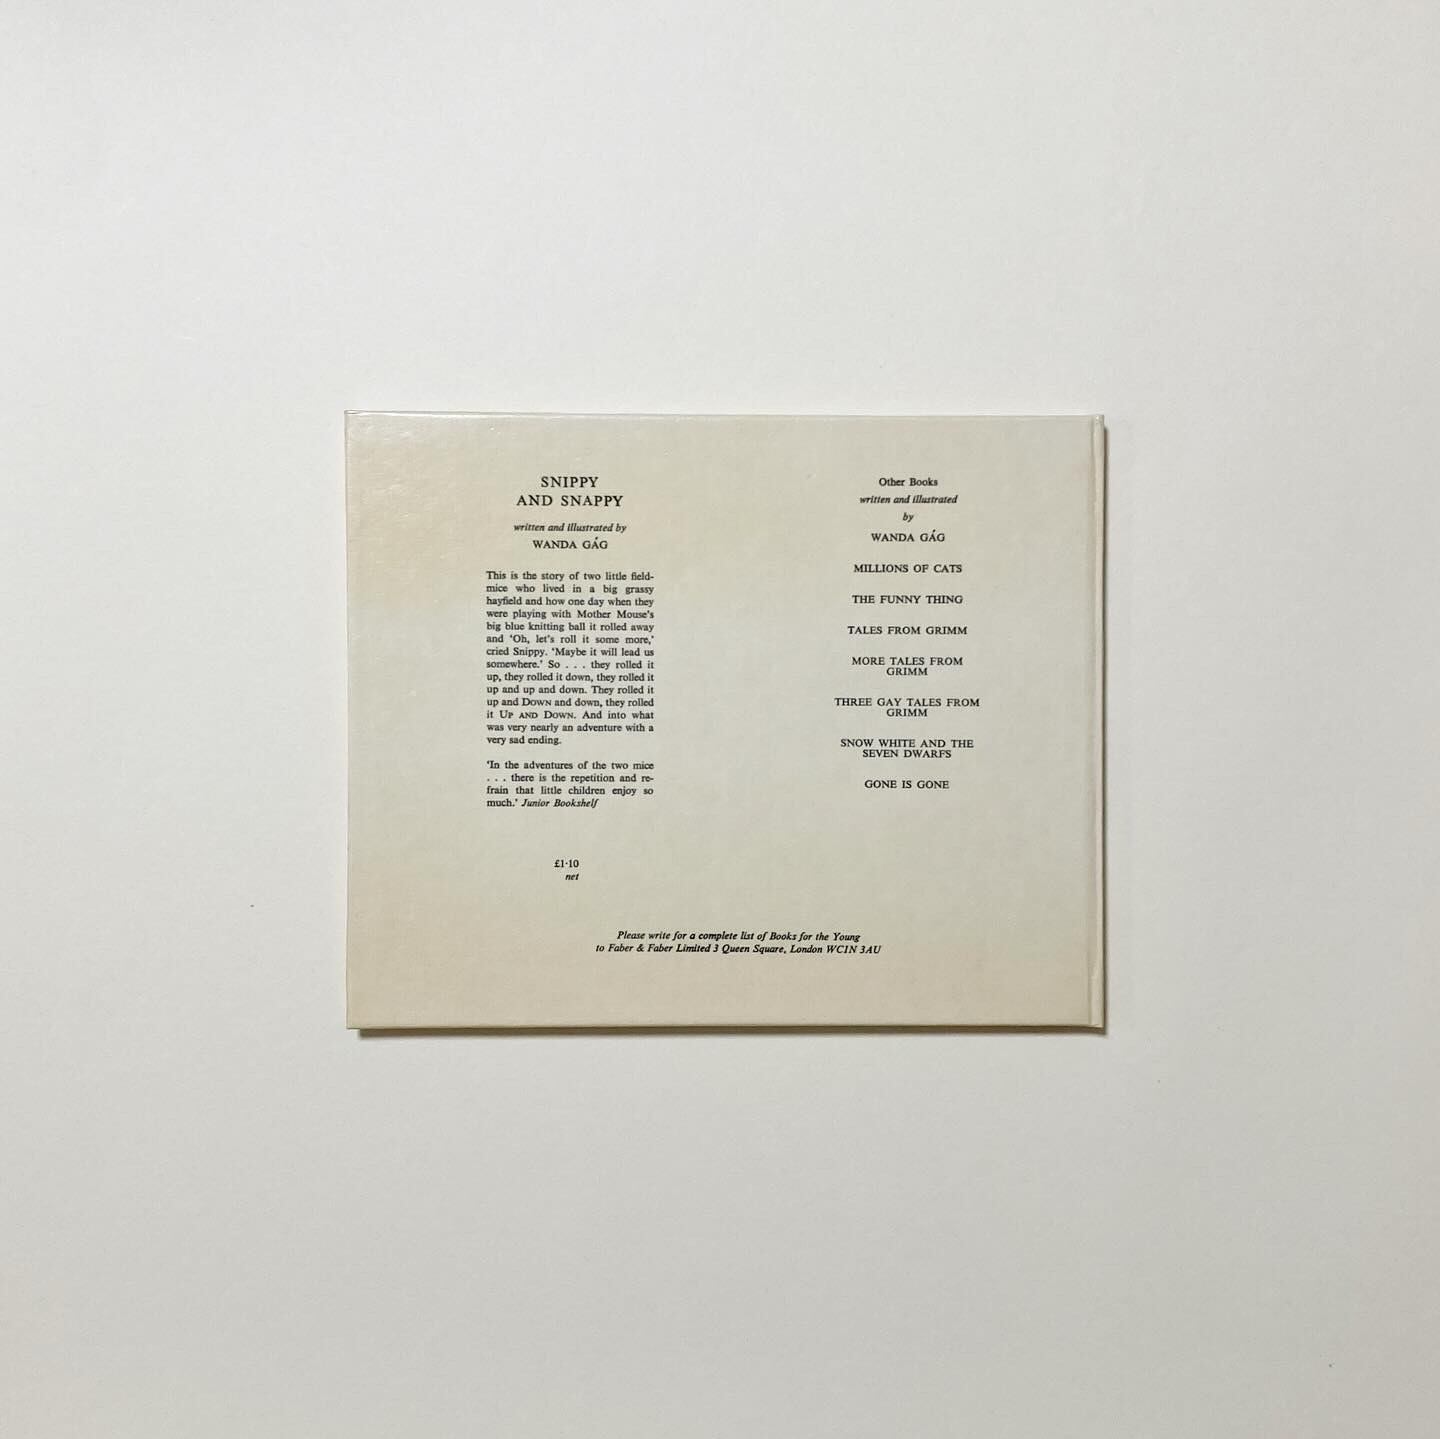 SNIPPY
AND SNAPPY
written and illustrated by
WANDA GÁG
This is the story of two little field-
mice who lived in a big grassy
hayfield and how one day when they
were playing with Mother Mouse's
big blue knitting ball it rolled away
and 'Oh, let's roll it some more,'
cried Snippy. 'Maybe it will lead us
somewhere.' So . . . they rolled it
up, they rolled it down, they rolled it
up and up and down. They rolled it
up and DOWN and down, they rolled
it UP AND DOWN. And into what
was very nearly an adventure with a
very sad ending.
'In the adventures of the two mice
. . . there is the repetition and re-
frain that little children enjoy so
much.' Junior Bookshelf
£1·10
net
Other Books
written and illustrated
by
WANDA GÁG
MILLIONS OF CATS
THE FUNNY THING
TALES FROM GRIMM
MORE TALES FROM
GRIMM
THREE GAY TALES FROM
GRIMM
SNOW WHITE AND THE
SEVEN DWARFS
GONE IS GONE
Please write for a complete list of Books for the Young
to Faber & Faber Limited 3 Queen Square, London WC1N 3AU